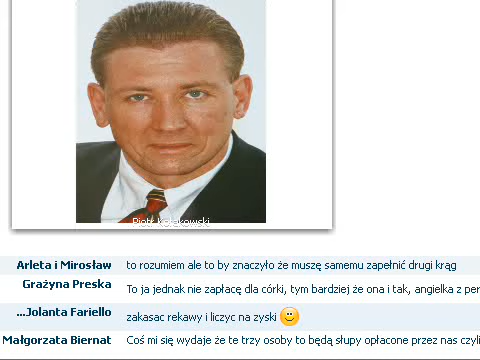 Piotr Kołakowski
Arleta i Mirosław to rozumiem ale to by znaczyło że muszę samemu zapełnić drugi krąg
Grażyna Preska To ja jednak nie zapłacę dla córki, tym bardziej że ona i tak, angielka z per
...Jolanta Fariello zakasac rekawy i liczyc na zyski
Małgorzata Biernat Coś mi się wydaje że te trzy osoby to będą słupy opłacone przez nas czyli